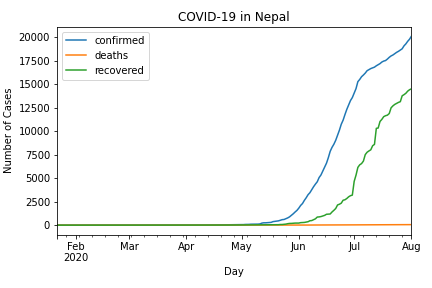 COVID-19 in Nepal
confirmed
deaths
recovered
Number of Cases
20000
17500
15000
12500
10000
7500
5000
2500
0
Feb Mar Apr May Jun Jul Aug
2020
Day